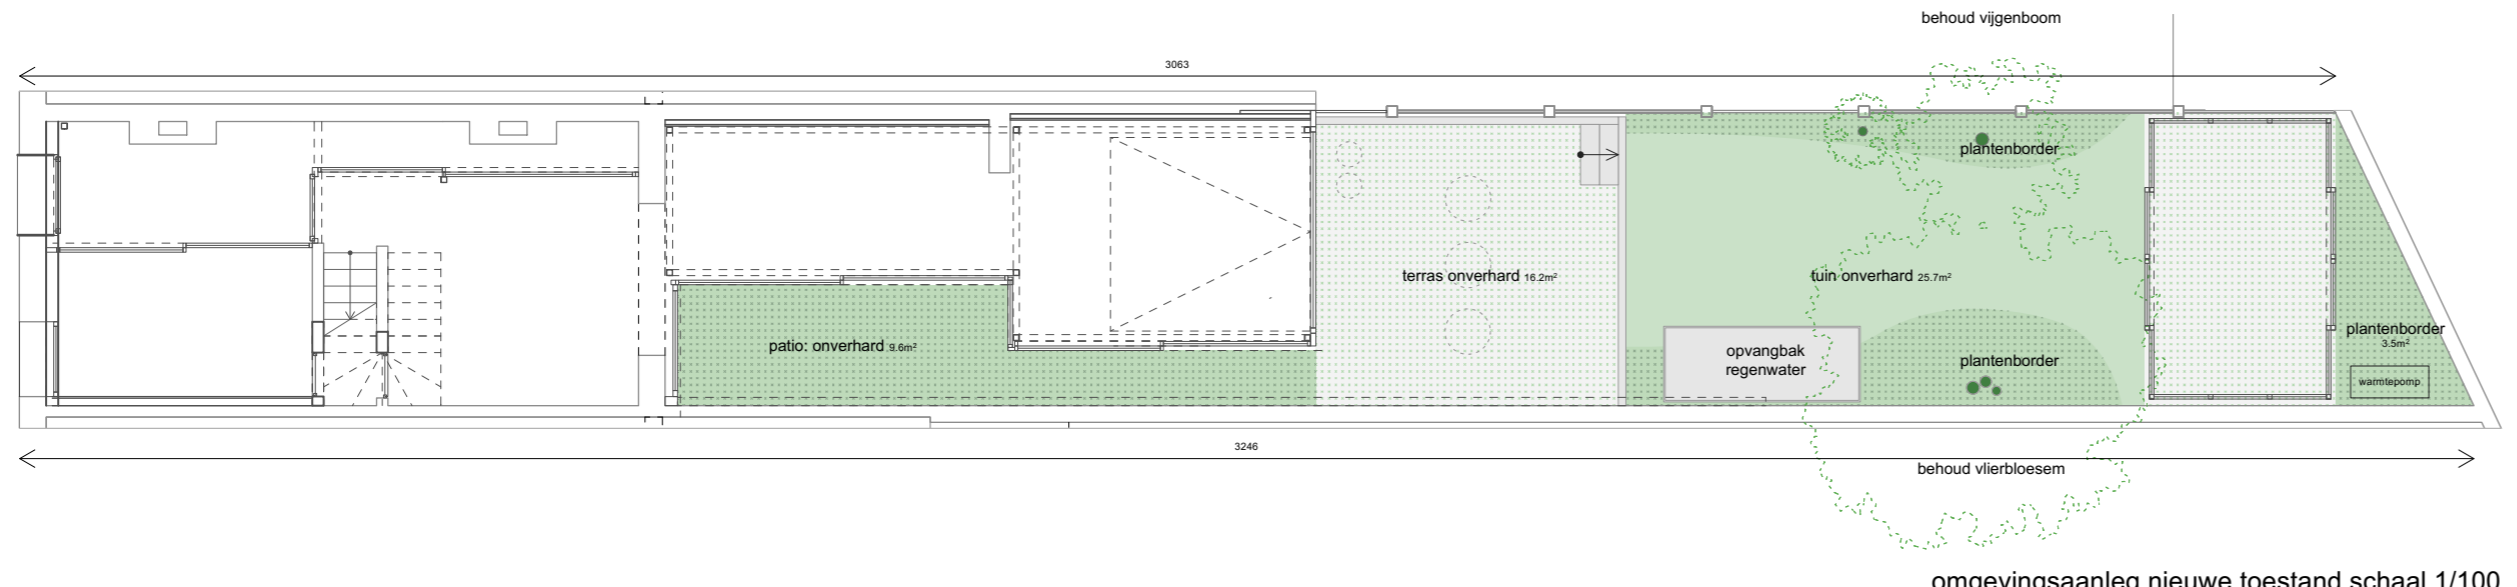 behoud vijgenboom
3063
plantenborder
terras onverhard 16.2m²
tuin onverhard 25.7m²
patio: onverhard 9.6m²
opvangbak
regenwater
plantenborder
plantenborder
3.5m²
warmtepomp
3246
behoud vlierbloesem
omgevingsaanleg nieuwe toestand schaal 1/100